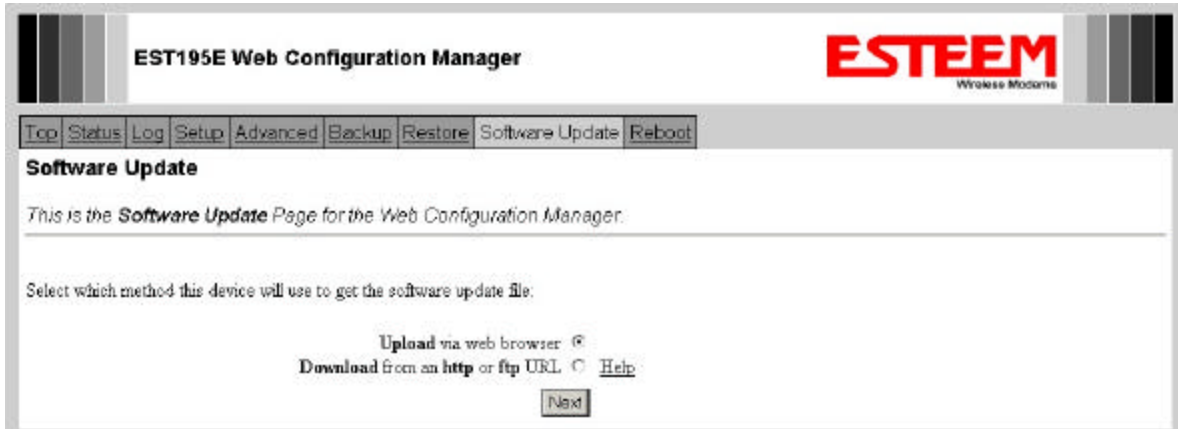 EST195E Web Configuration Manager
ESTEEM
Wireless Modems
Top Status Log Setup Advanced Backup Restore Software Update Reboot
Software Update
This is the Software Update Page for the Web Configuration Manager.
Select which method this device will use to get the software update file:
Upload via web browser
Download from an http or ftp URL Help
Next